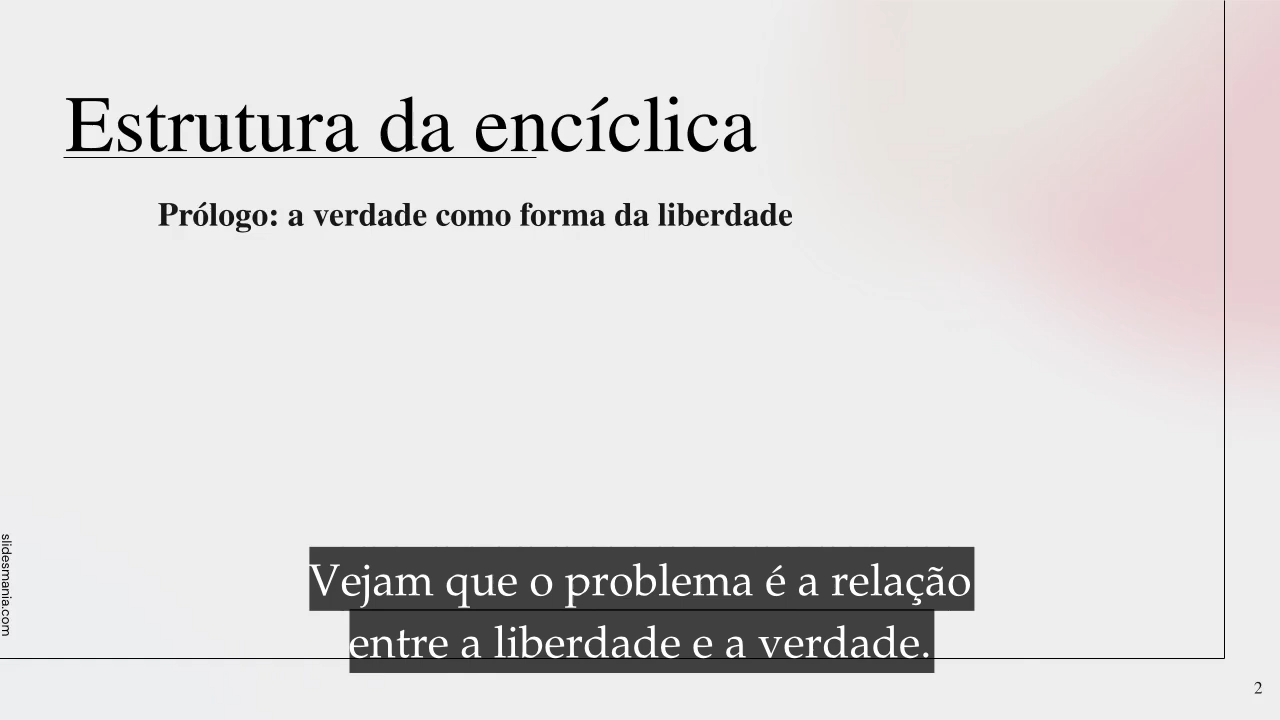 Estrutura da encíclica
Prólogo: a verdade como forma da liberdade
slidesmania.com
Vejam que o problema é a relação
entre a liberdade e a verdade.
2